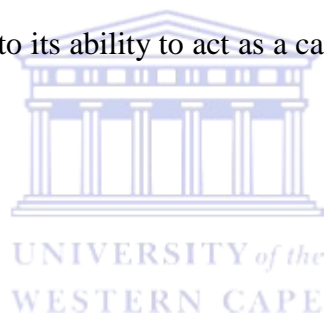 to its ability to act as a ca
UNIVERSITY of the
WESTERN CAPE